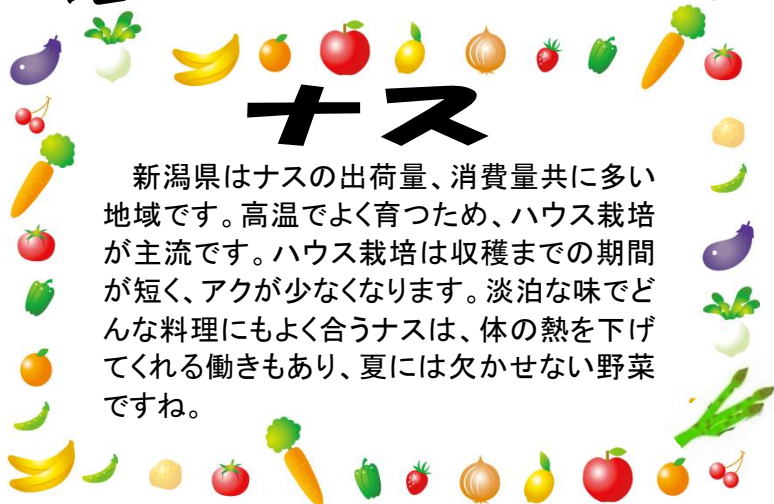 ナス
新潟県はナスの出荷量、消費量共に多い
地域です。高温でよく育つため、ハウス栽培
が主流です。ハウス栽培は収穫までの期間
が短く、アクが少なくなります。淡泊な味でど
んな料理にもよく合うナスは、体の熱を下げ
てくれる働きもあり、夏には欠かせない野菜
ですね。